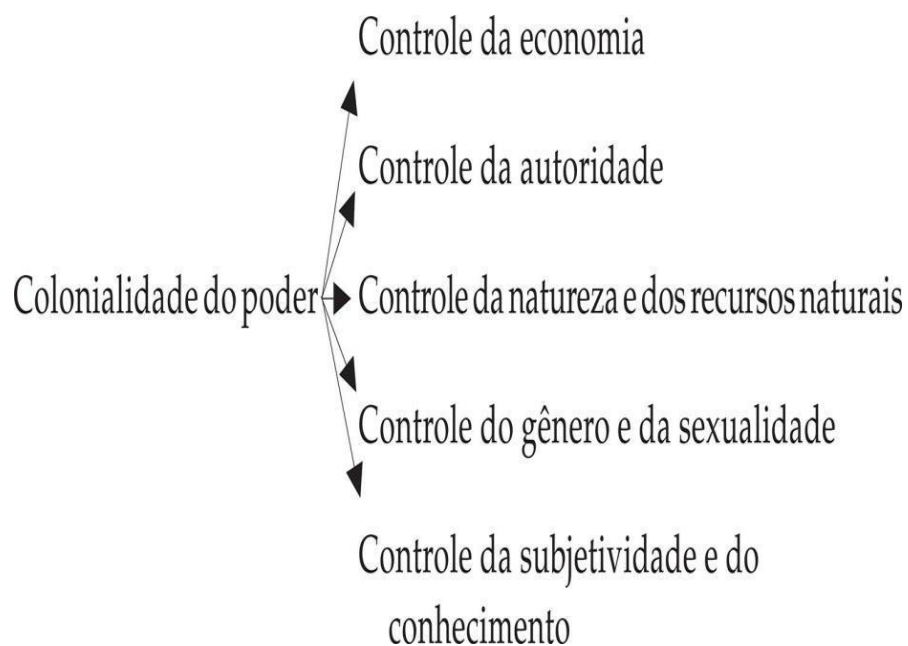 Controle da economia
Controle da autoridade
Colonialidade do poder
Controle da natureza e dos recursos naturais
Controle do gênero e da sexualidade
Controle da subjetividade e do
conhecimento